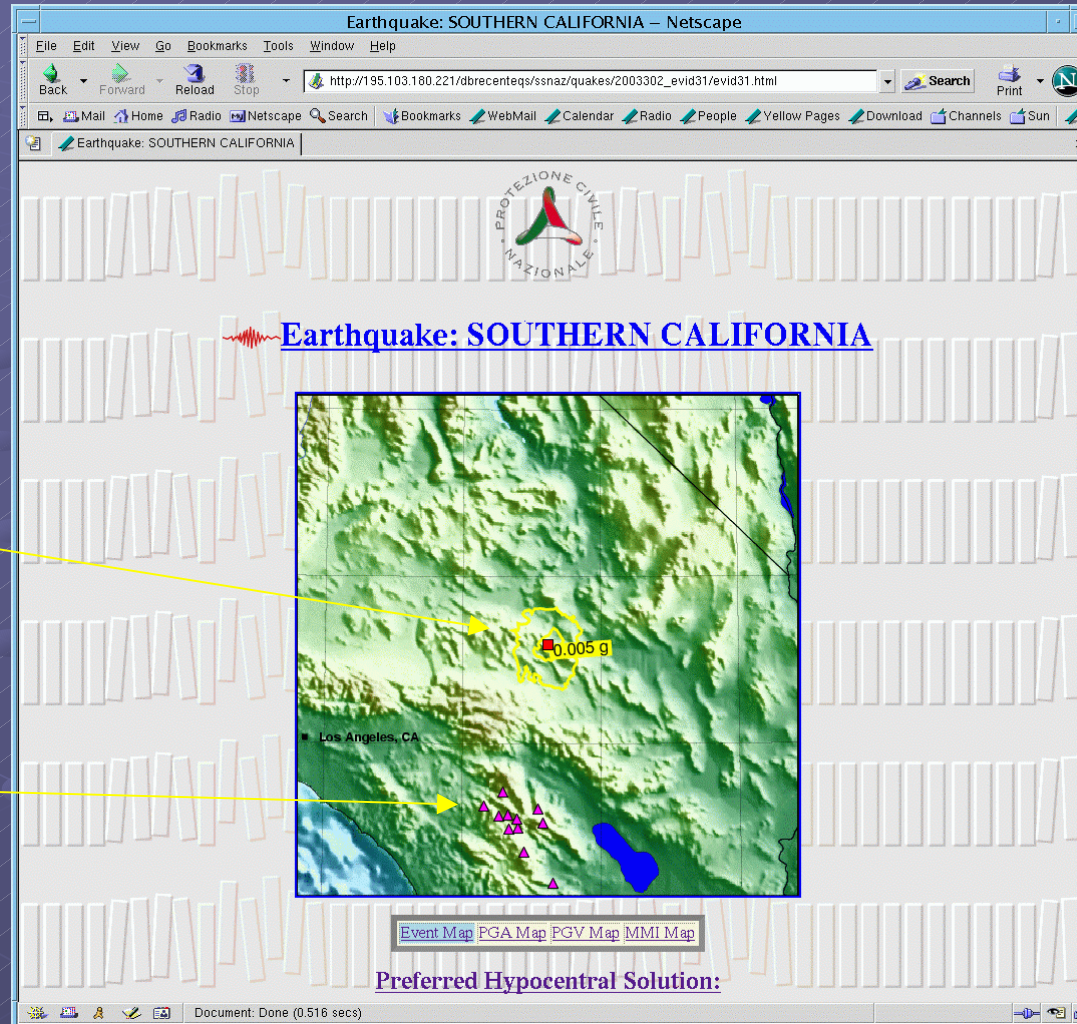 Earthquake: SOUTHERN CALIFORNIA – Netscape
File Edit View Go Bookmarks Tools Window Help
Back Forward Reload Stop http://195.103.180.221/dbrecenteqs/ssnaz/quakes/2003302_evid31/evid31.html Search Print N
Mail Home Radio Netscape Search Bookmarks WebMail Calendar Radio People Yellow Pages Download Channels Sun
Earthquake: SOUTHERN CALIFORNIA
PROTEZIONE CIVILE
NAZIONALE
Earthquake: SOUTHERN CALIFORNIA
0.005 g
Los Angeles, CA
Event Map PGA Map PGV Map MMI Map
Preferred Hypocentral Solution:
Document: Done (0.516 secs)